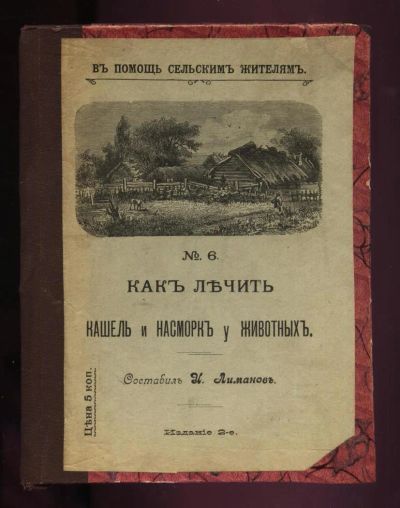 ВЪ ПОМОЩЬ СЕЛЬСКИМЪ ЖИТЕЛЯМЪ.
№. 6.
КАКЪ ЛѢЧИТЬ
КАШЕЛЬ и НАСМОРКЪ у ЖИВОТНЫХЪ.
Составилъ И. Лимановъ.
Цѣна 5 коп.
Изданіе 2-е.